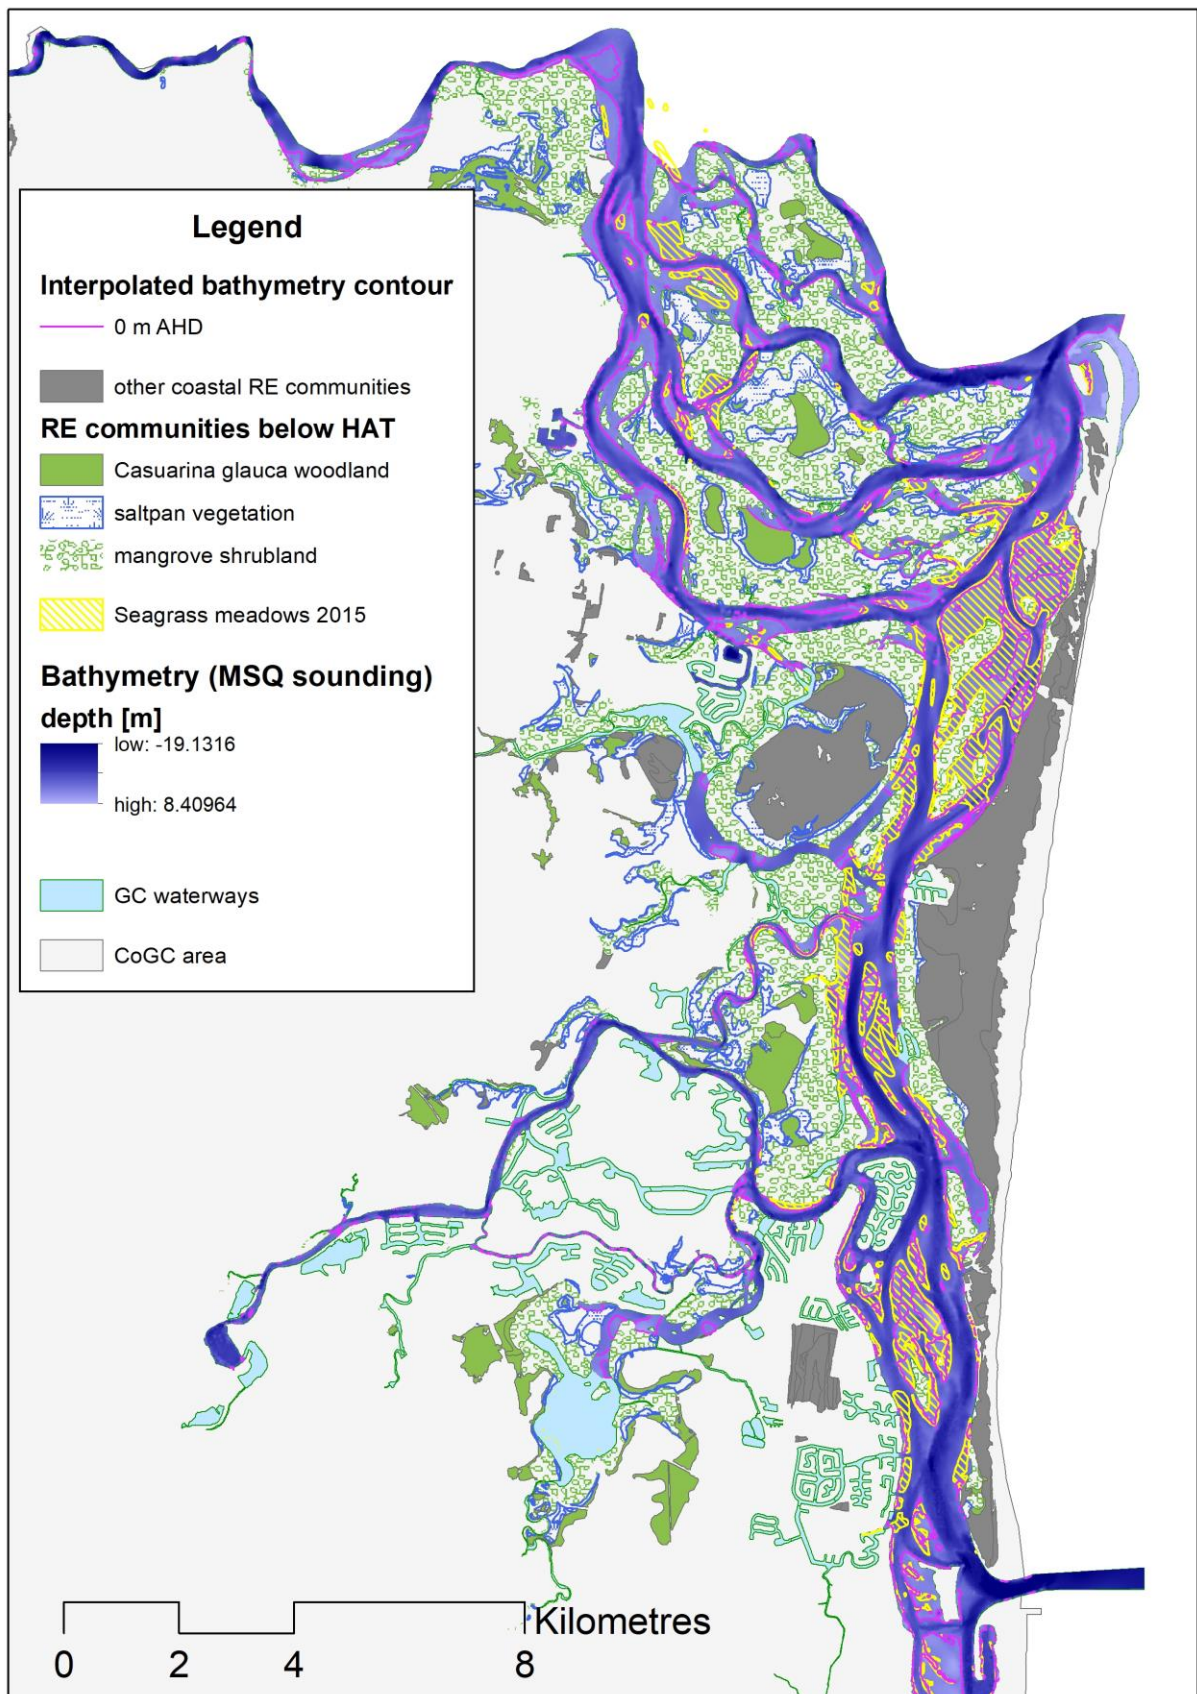 Legend
Interpolated bathymetry contour
0 m AHD
other coastal RE communities
RE communities below HAT
Casuarina glauca woodland
saltpan vegetation
mangrove shrubland
Seagrass meadows 2015
Bathymetry (MSQ sounding)
depth [m]
low: -19.1316
high: 8.40964
GC waterways
CoGC area
Kilometres
0 2 4 8